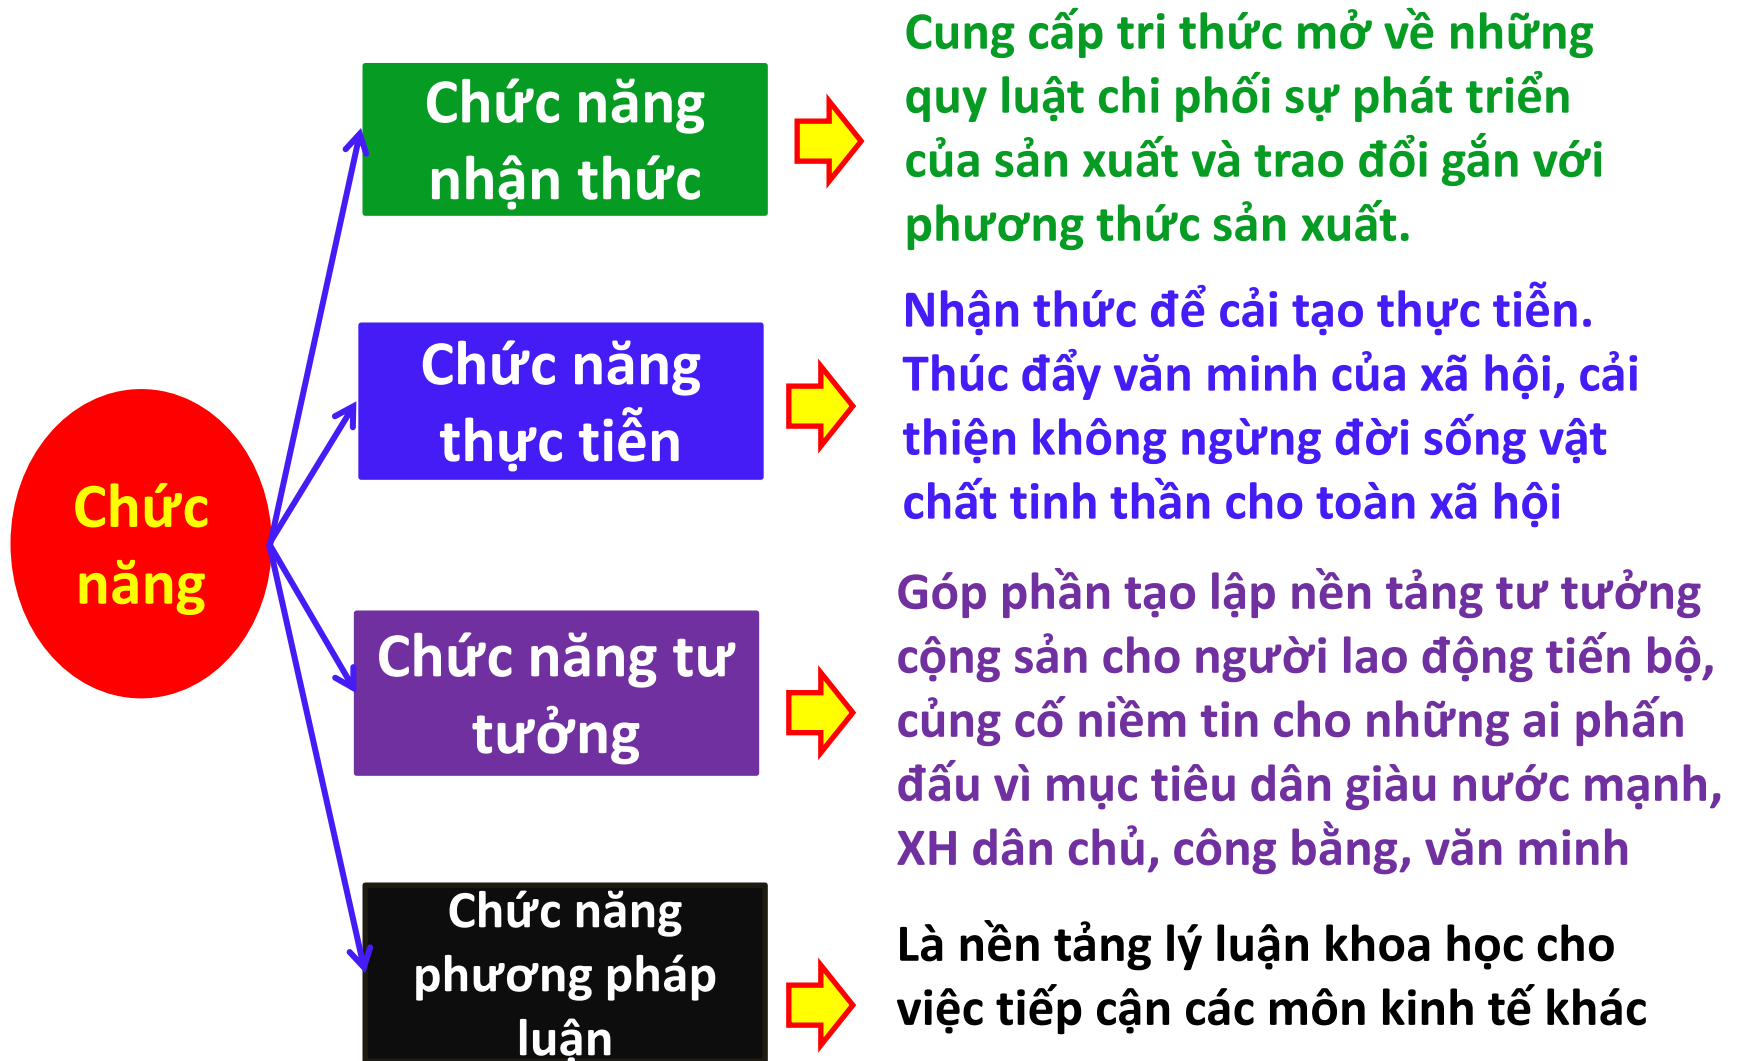 Chức
năng
Chức năng
nhận thức
Cung cấp tri thức mở về những
quy luật chi phối sự phát triển
của sản xuất và trao đổi gắn với
phương thức sản xuất.
Chức năng
thực tiễn
Nhận thức để cải tạo thực tiễn.
Thúc đẩy văn minh của xã hội, cải
thiện không ngừng đời sống vật
chất tinh thần cho toàn xã hội
Chức năng tư
tưởng
Góp phần tạo lập nền tảng tư tưởng
cộng sản cho người lao động tiến bộ,
củng cố niềm tin cho những ai phấn
đấu vì mục tiêu dân giàu nước mạnh,
XH dân chủ, công bằng, văn minh
Chức năng
phương pháp
luận
Là nền tảng lý luận khoa học cho
việc tiếp cận các môn kinh tế khác